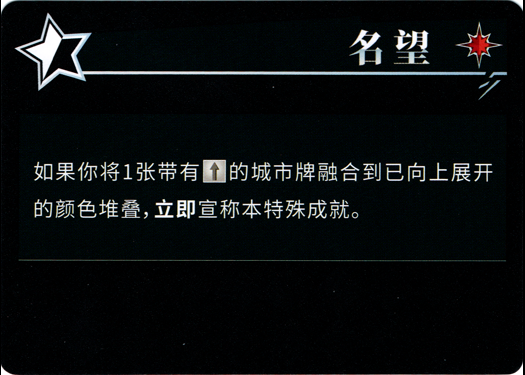 名望
如果你将1张带有↑的城市牌融合到已向上展开
的颜色堆叠，立即宣称本特殊成就。